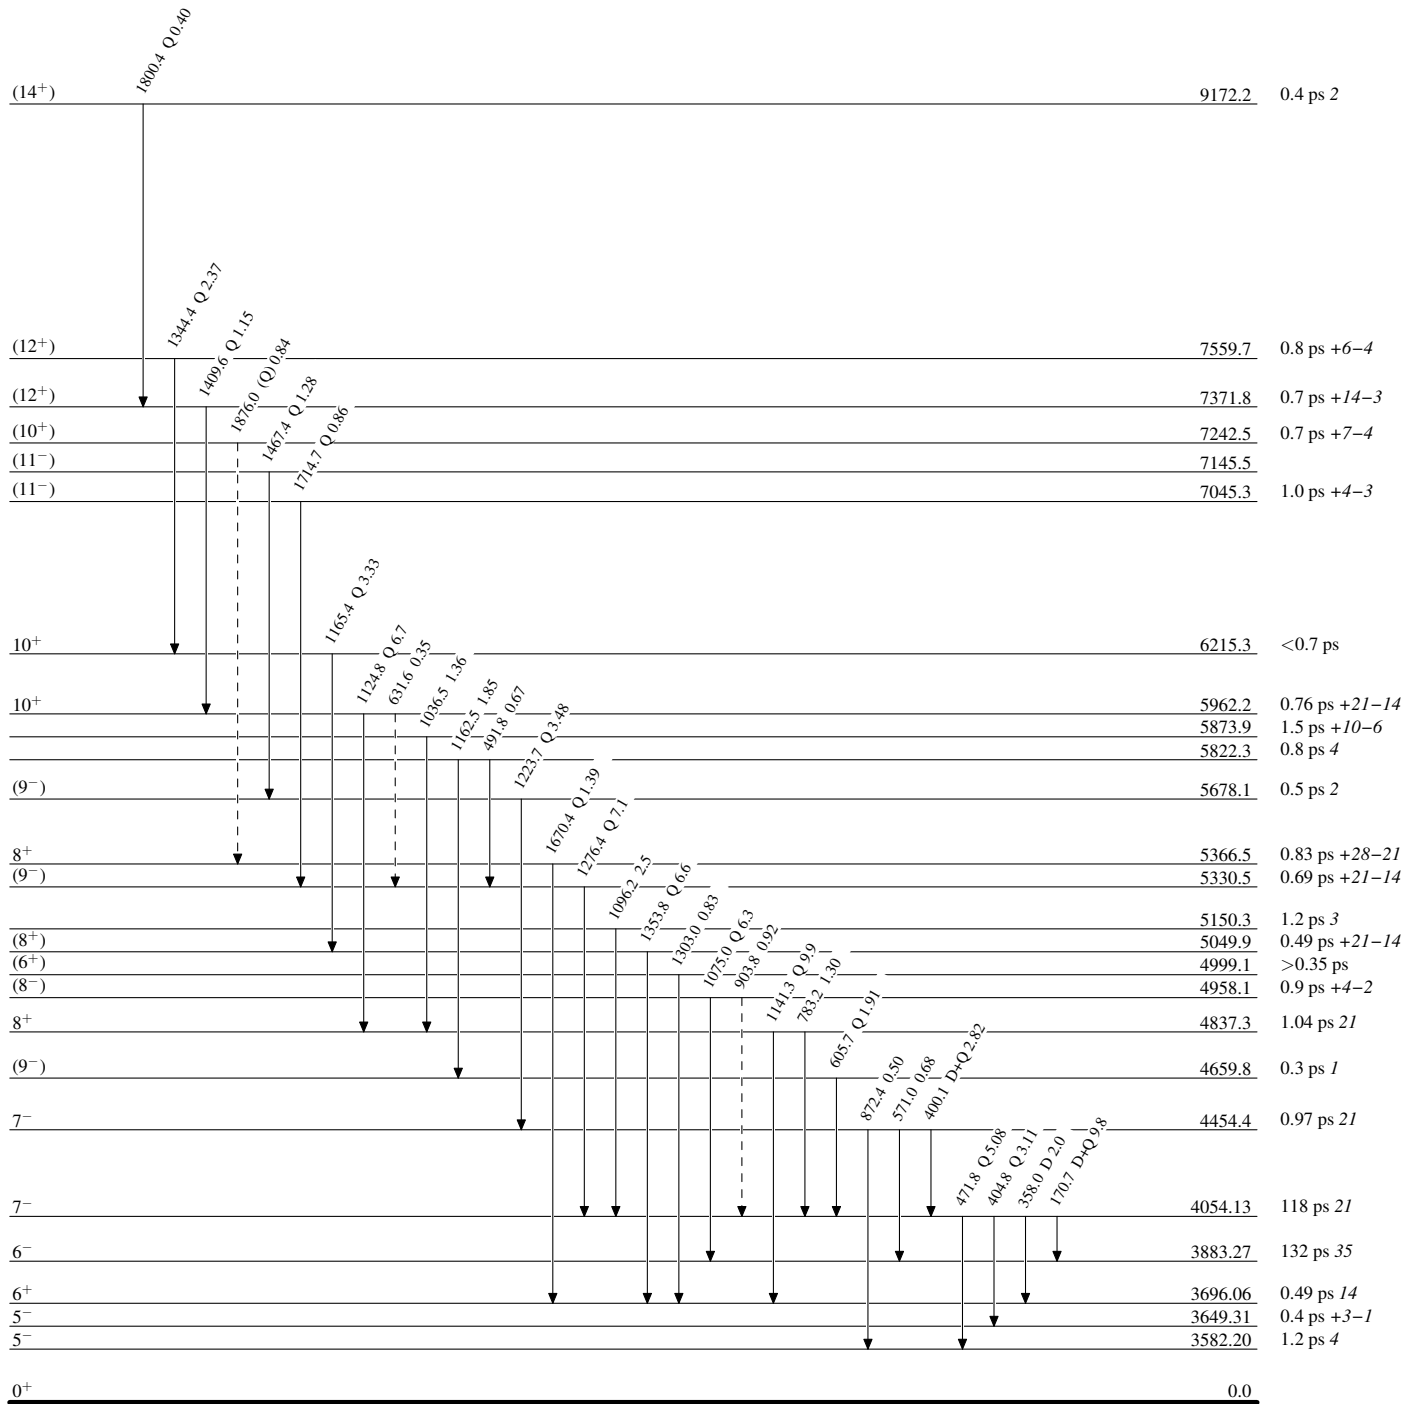 1800.4 Q 0.40
(14+) 9172.2 0.4 ps 2
1344.4 Q 2.37
(12+) 7559.7 0.8 ps +6−4
1409.6 Q 1.15
(12+) 7371.8 0.7 ps +14−3
1876.0 (Q) 0.84
(10+) 7242.5 0.7 ps +7−4
1467.4 Q 1.28
(11−) 7145.5
1714.7 Q 0.86
(11−) 7045.3 1.0 ps +4−3
1165.4 Q 3.33
10+ 6215.3 <0.7 ps
1124.8 Q 6.7
631.6 0.35
10+ 5962.2 0.76 ps +21−14
1036.5 1.36
5873.9 1.5 ps +10−6
1162.5 1.85
491.8 0.67
5822.3 0.8 ps 4
1223.7 Q 3.48
(9−) 5678.1 0.5 ps 2
1670.4 Q 1.39
8+ 5366.5 0.83 ps +28−21
1276.4 Q 7.1
(9−) 5330.5 0.69 ps +21−14
1096.2 2.5
5150.3 1.2 ps 3
1353.8 Q 6.6
(8+) 5049.9 0.49 ps +21−14
1303.0 0.83
(6+) 4999.1 >0.35 ps
1075.0 Q 6.3
903.8 0.92
(8−) 4958.1 0.9 ps +4−2
1141.3 Q 9.9
783.2 1.30
8+ 4837.3 1.04 ps 21
605.7 Q 1.91
(9−) 4659.8 0.3 ps 1
872.4 0.50
571.0 0.68
400.1 D+Q 2.82
7− 4454.4 0.97 ps 21
471.8 Q 5.08
404.8 Q 3.11
358.0 D 2.0
170.7 D+Q 9.8
7− 4054.13 118 ps 21
6− 3883.27 132 ps 35
6+ 3696.06 0.49 ps 14
5− 3649.31 0.4 ps +3−1
5− 3582.20 1.2 ps 4
0+ 0.0